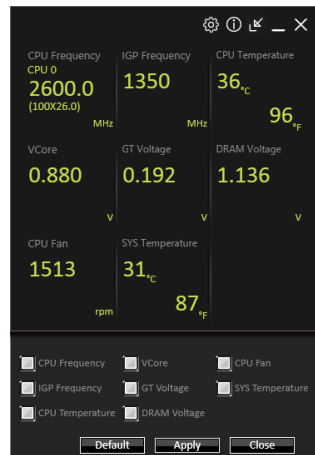 CPU Frequency IGP Frequency CPU Temperature
CPU 0
2600.0 1350 36 °C
(100X26.0)
MHz MHz 96 °F
VCore GT Voltage DRAM Voltage
0.880 0.192 1.136
V V V
CPU Fan SYS Temperature
1513 31 °C
rpm 87 °F
CPU Frequency VCore CPU Fan
IGP Frequency GT Voltage SYS Temperature
CPU Temperature DRAM Voltage
Default Apply Close